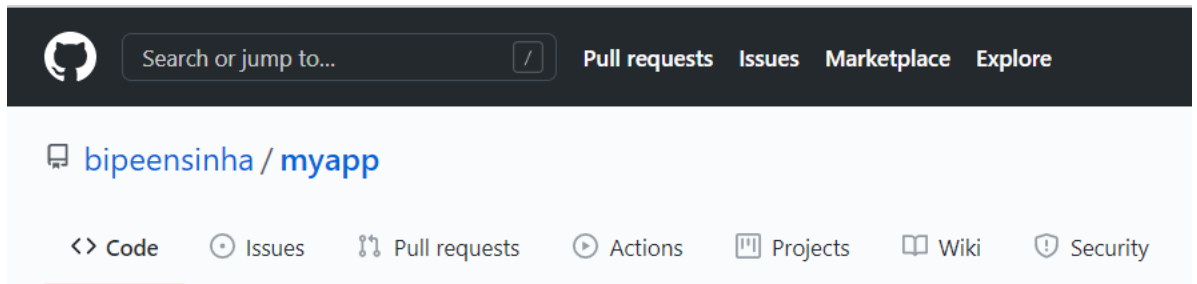 Search or jump to... / Pull requests Issues Marketplace Explore
bipeensinha / myapp
<> Code Issues Pull requests Actions Projects Wiki Security